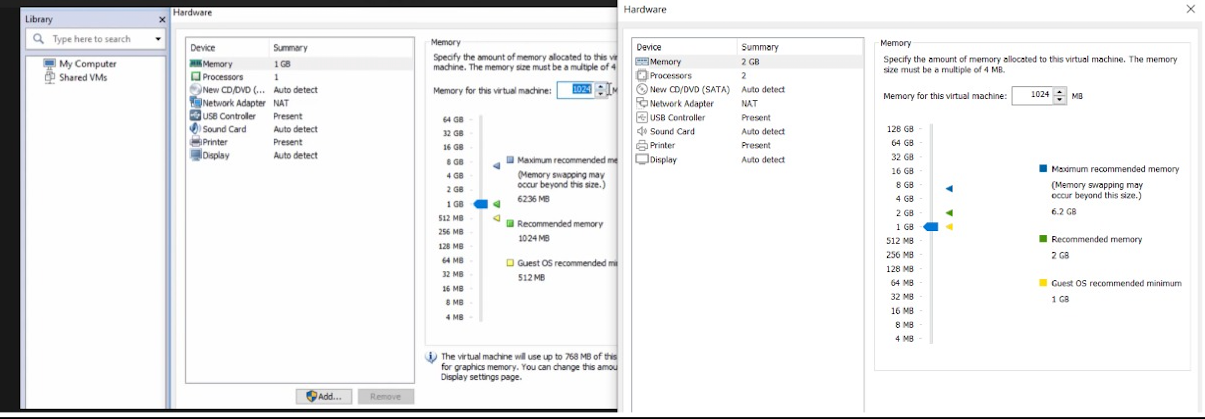 Library
Type here to search
My Computer
Shared VMs
Hardware
Device Summary
Memory 1 GB
Processors 1
New CD/DVD (... Auto detect
Network Adapter NAT
USB Controller Present
Sound Card Auto detect
Printer Present
Display Auto detect
Add... Remove
Memory
Specify the amount of memory allocated to this
machine. The memory size must be a multiple of 4
Memory for this virtual machine: 1024
64 GB
32 GB
16 GB
8 GB
4 GB
2 GB
1 GB
512 MB
256 MB
128 MB
64 MB
32 MB
16 MB
8 MB
4 MB
Maximum recommended
(Memory swapping may
occur beyond this size.)
6236 MB
Recommended memory
1024 MB
Guest OS recommended
512 MB
The virtual machine will use up to 768 MB of this
for graphics memory. You can change this
Display settings page.
Hardware
Device Summary
Memory 2 GB
Processors 2
New CD/DVD (SATA) Auto detect
Network Adapter NAT
USB Controller Present
Sound Card Auto detect
Printer Present
Display Auto detect
Memory
Specify the amount of memory allocated to this virtual machine. The memory
size must be a multiple of 4 MB.
Memory for this virtual machine: 1024 MB
128 GB
64 GB
32 GB
16 GB
8 GB
4 GB
2 GB
1 GB
512 MB
256 MB
128 MB
64 MB
32 MB
16 MB
8 MB
4 MB
Maximum recommended memory
(Memory swapping may
occur beyond this size.)
6.2 GB
Recommended memory
2 GB
Guest OS recommended minimum
1 GB